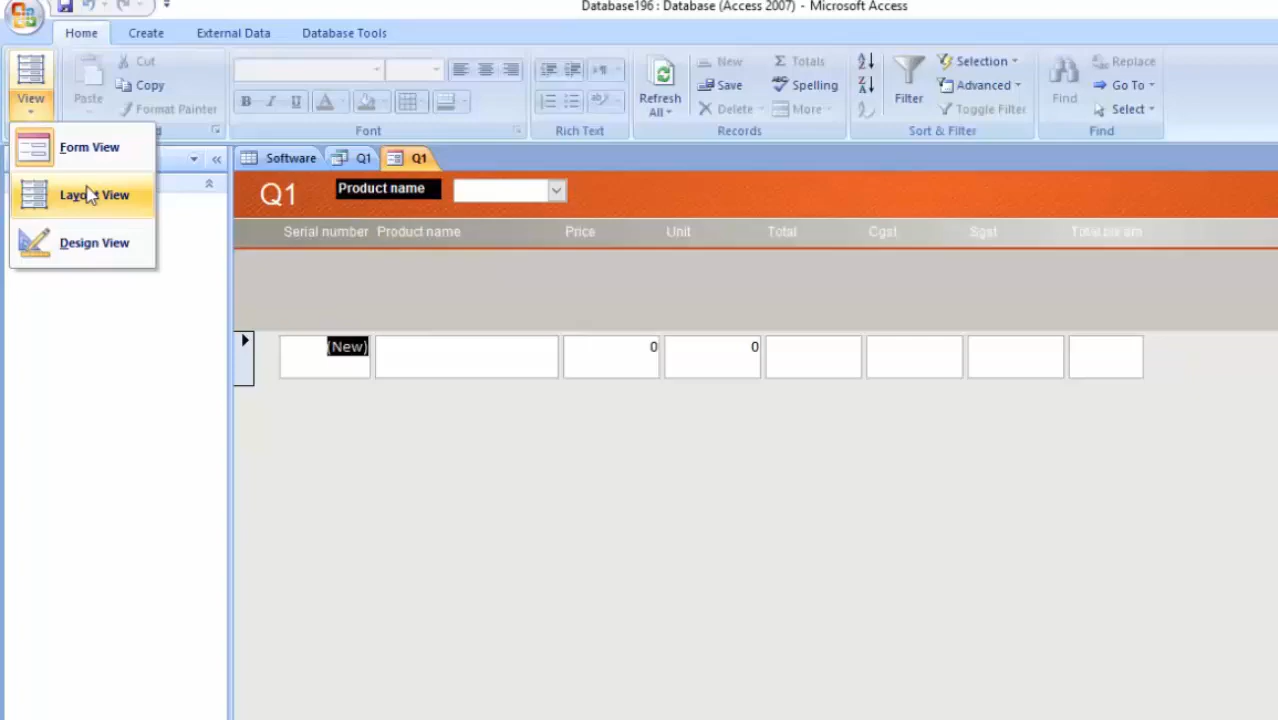 Database196 : Database (Access 2007) - Microsoft Access
Home Create External Data Database Tools
View Paste Cut Copy Format Painter
B I U
Refresh All New Save Delete Totals Spelling More
Filter Selection Advanced Toggle Filter
Find Replace Go To Select
Font Rich Text Records Sort & Filter Find
Form View
Layout View
Design View
Software Q1 Q1
Q1 Product name
Serial number Product name Price Unit Total Cgst Sgst
(New) 0 0